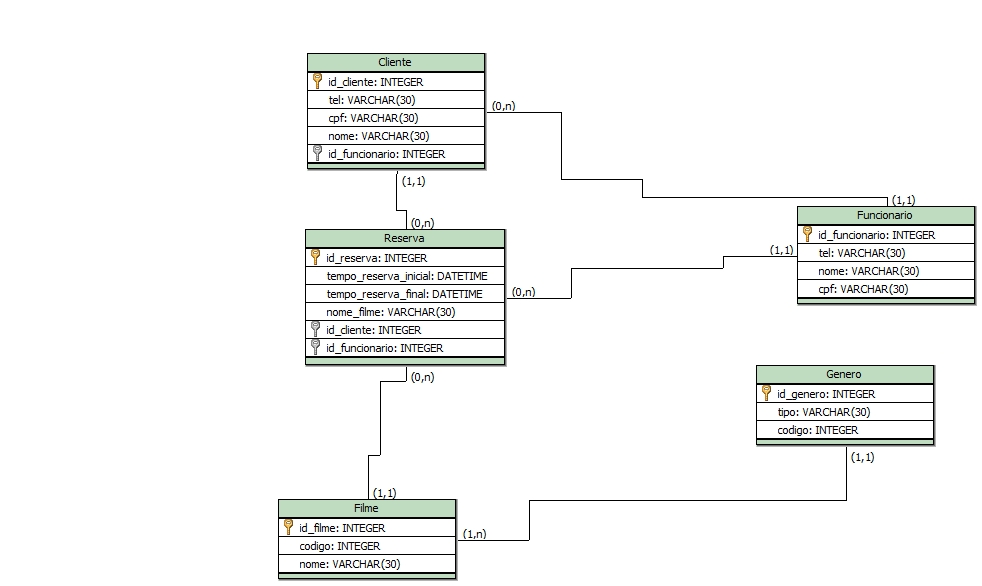 Cliente
id_cliente: INTEGER
tel: VARCHAR(30)
cpf: VARCHAR(30)
nome: VARCHAR(30)
id_funcionario: INTEGER
(0,n)
(1,1)
(1,1)
Funcionario
id_funcionario: INTEGER
tel: VARCHAR(30)
nome: VARCHAR(30)
cpf: VARCHAR(30)
(1,1)
(0,n)
Reserva
id_reserva: INTEGER
tempo_reserva_inicial: DATETIME
tempo_reserva_final: DATETIME
nome_filme: VARCHAR(30)
id_cliente: INTEGER
id_funcionario: INTEGER
(0,n)
(0,n)
Genero
id_genero: INTEGER
tipo: VARCHAR(30)
codigo: INTEGER
(1,1)
(1,1)
Filme
id_filme: INTEGER
codigo: INTEGER
nome: VARCHAR(30)
(1,n)